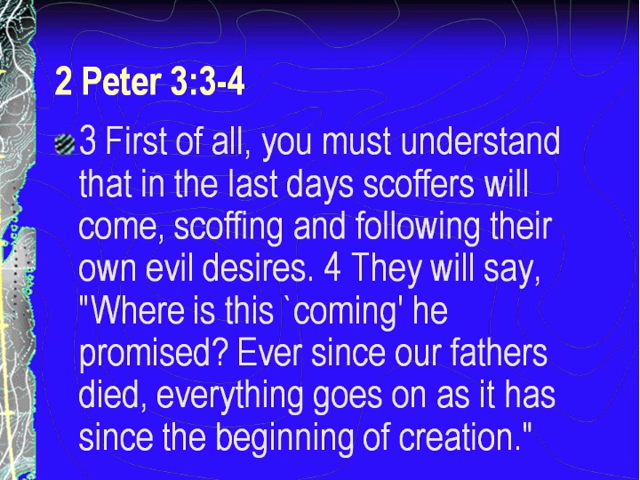 2 Peter 3:3-4
3 First of all, you must understand
that in the last days scoffers will
come, scoffing and following their
own evil desires. 4 They will say,
"Where is this `coming' he
promised? Ever since our fathers
died, everything goes on as it has
since the beginning of creation."